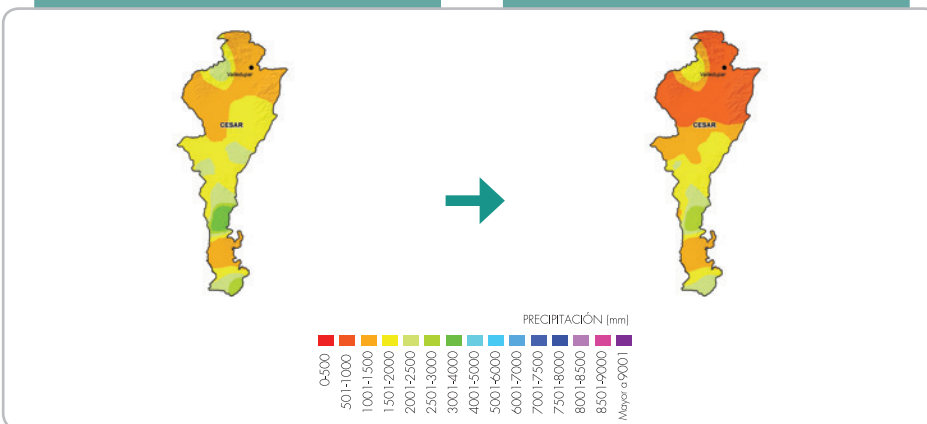 Valledupar
CESAR
Valledupar
CESAR
PRECIPITACIÓN (mm)
0-500
501-1000
1001-1500
1501-2000
2001-2500
2501-3000
3001-4000
4001-5000
5001-6000
6001-7000
7001-7500
7501-8000
8001-8500
8501-9000
Mayor a 9001